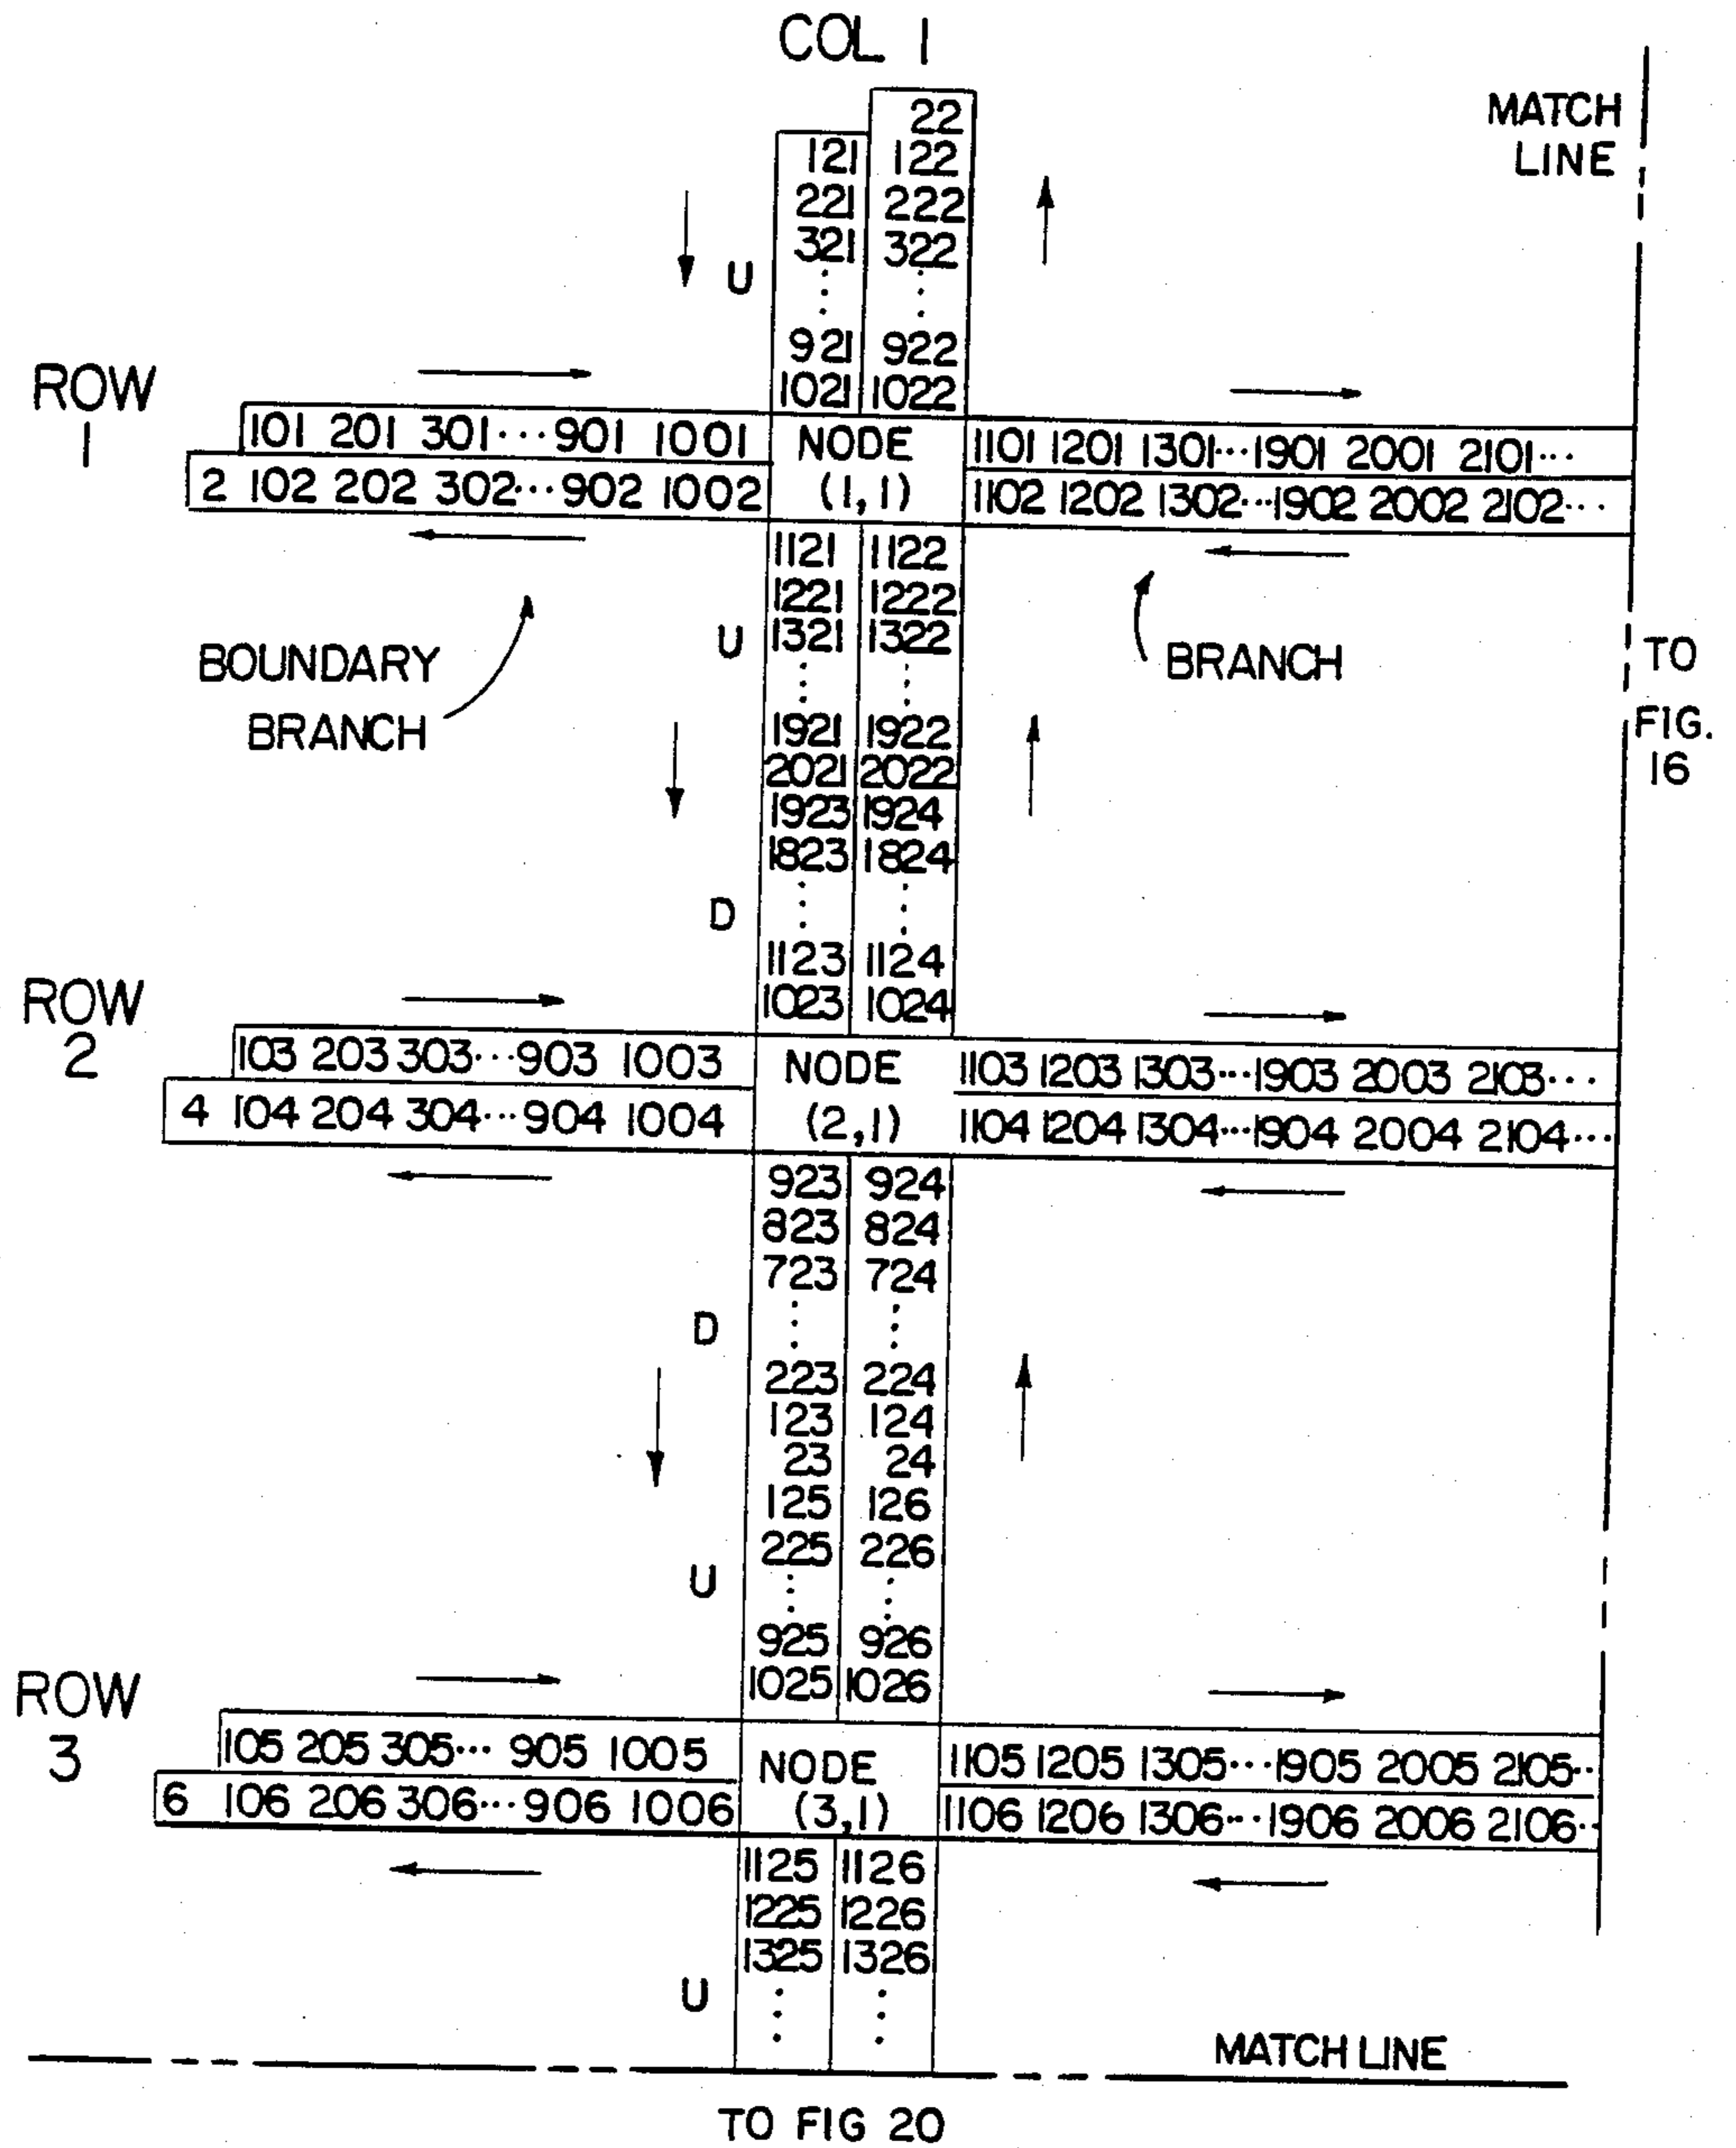 COL 1
MATCH
LINE
22
121 122
221 222
321 322
U
⋮ ⋮
921 922
1021 1022
ROW
1
101 201 301...901 1001
2 102 202 302...902 1002
NODE
(1,1)
1101 1201 1301...1901 2001 2101...
1102 1202 1302...1902 2002 2102...
1121 1122
1221 1222
U 1321 1322
⋮ ⋮
BOUNDARY
BRANCH
BRANCH
TO
FIG.
16
1921 1922
2021 2022
1923 1924
1823 1824
D
⋮ ⋮
1123 1124
1023 1024
ROW
2
103 203 303...903 1003
4 104 204 304...904 1004
NODE
(2,1)
1103 1203 1303...1903 2003 2103...
1104 1204 1304...1904 2004 2104...
923 924
823 824
723 724
D
⋮ ⋮
223 224
123 124
23 24
125 126
225 226
U
⋮ ⋮
925 926
1025 1026
ROW
3
105 205 305... 905 1005
6 106 206 306...906 1006
NODE
(3,1)
1105 1205 1305...1905 2005 2105..
1106 1206 1306...1906 2006 2106..
1125 1126
1225 1226
1325 1326
U
⋮ ⋮
MATCH LINE
TO FIG 20